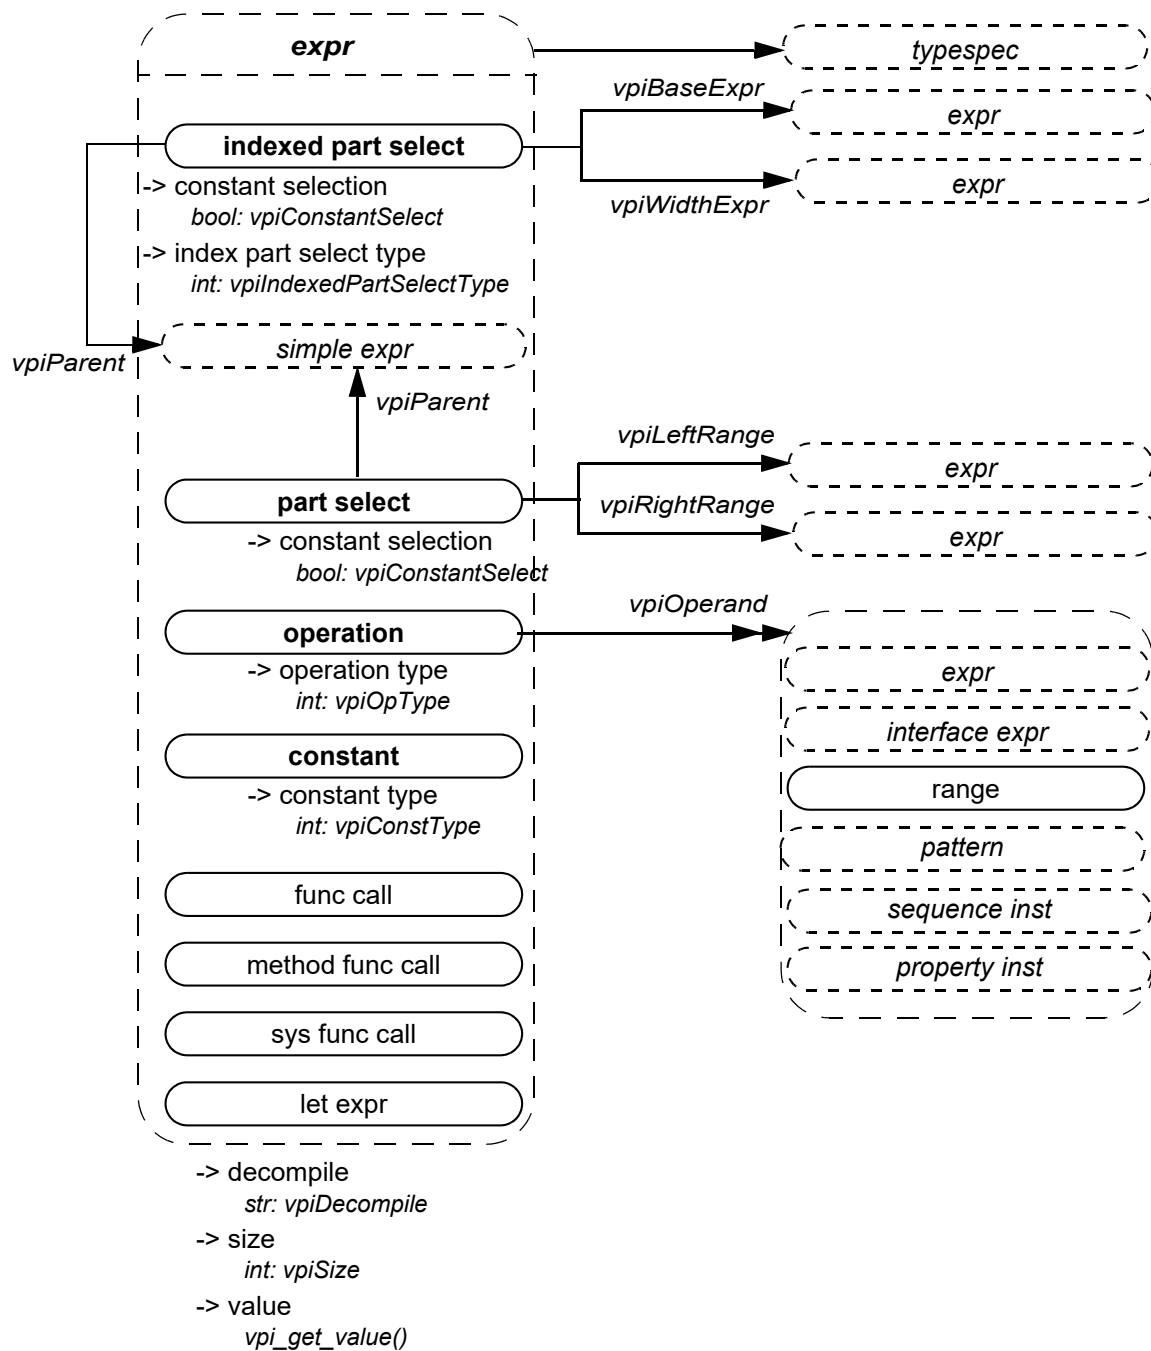 expr
typespec
vpiBaseExpr
expr
indexed part select
expr
vpiWidthExpr
-> constant selection
bool: vpiConstantSelect
-> index part select type
int: vpiIndexedPartSelectType
simple expr
vpiParent
vpiParent
vpiLeftRange
expr
part select
vpiRightRange
expr
-> constant selection
bool: vpiConstantSelect
vpiOperand
operation
-> operation type
int: vpiOpType
expr
interface expr
constant
-> constant type
int: vpiConstType
range
pattern
func call
sequence inst
method func call
property inst
sys func call
let expr
-> decompile
str: vpiDecompile
-> size
int: vpiSize
-> value
vpi_get_value()